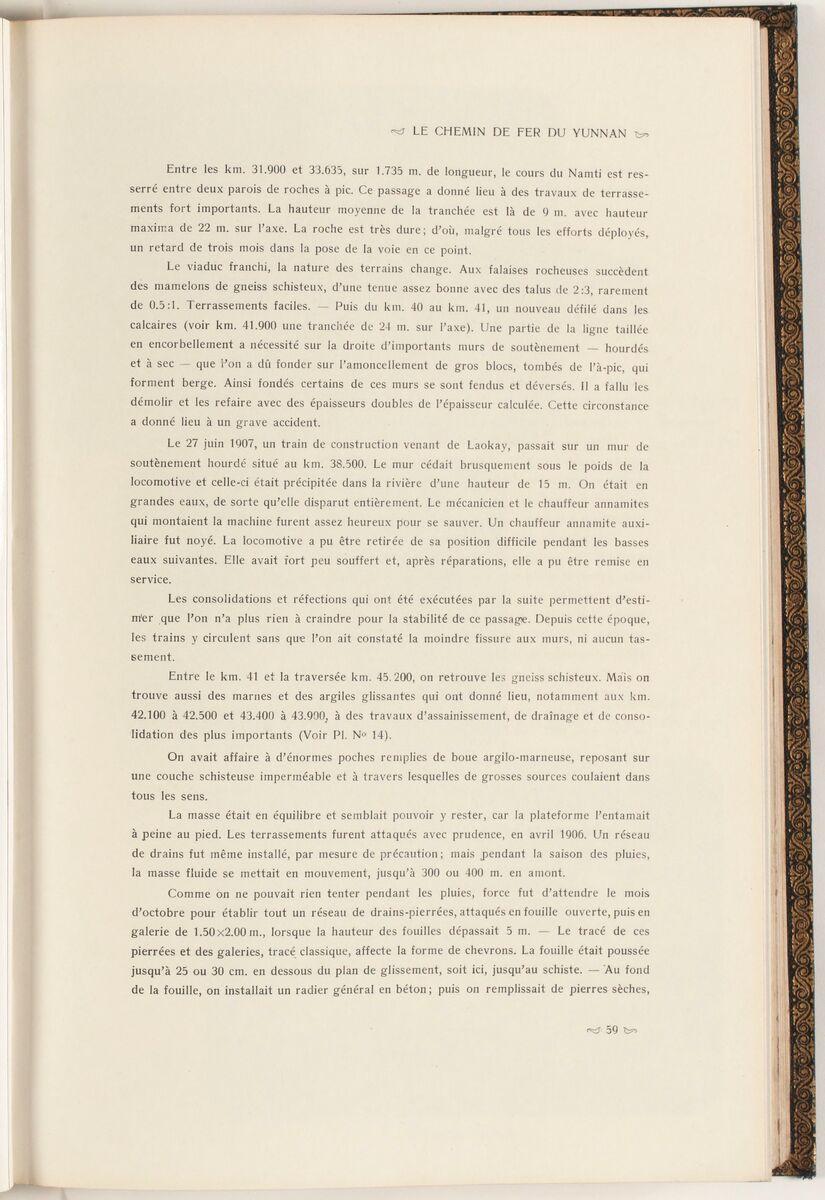 LE CHEMIN DE FER DU YUNNAN
Entre les km. 31.900 et 33.635, sur 1.735 m. de longueur, le cours du Namti est res-
serré entre deux parois de roches à pic. Ce passage a donné lieu à des travaux de terrasse-
ments fort importants. La hauteur moyenne de la tranchée est là de 9 m. avec hauteur
maxima de 22 m. sur l'axe. La roche est très dure; d'où, malgré tous les efforts déployés,
un retard de trois mois dans la pose de la voie en ce point.
Le viaduc franchi, la nature des terrains change. Aux falaises rocheuses succèdent
des mamelons de gneiss schisteux, d'une tenue assez bonne avec des talus de 2:3, rarement
de 0.5:1. Terrassements faciles. — Puis du km. 40 au km. 41, un nouveau défilé dans les
calcaires (voir km. 41.900 une tranchée de 24 m. sur l'axe). Une partie de la ligne taillée
en encorbellement a nécessité sur la droite d'importants murs de soutènement — hourdés
et à sec — que l'on a dû fonder sur l'amoncellement de gros blocs, tombés de l'à-pic, qui
forment berge. Ainsi fondés certains de ces murs se sont fendus et déversés. Il a fallu les
démolir et les refaire avec des épaisseurs doubles de l'épaisseur calculée. Cette circonstance
a donné lieu à un grave accident.
Le 27 juin 1907, un train de construction venant de Laokay, passait sur un mur de
soutènement hourdé situé au km. 38.500. Le mur cédait brusquement sous le poids de la
locomotive et celle-ci était précipitée dans la rivière d'une hauteur de 15 m. On était en
grandes eaux, de sorte qu'elle disparut entièrement. Le mécanicien et le chauffeur annamites
qui montaient la machine furent assez heureux pour se sauver. Un chauffeur annamite auxi-
liaire fut noyé. La locomotive a pu être retirée de sa position difficile pendant les basses
eaux suivantes. Elle avait fort peu souffert et, après réparations, elle a pu être remise en
service.
Les consolidations et réfections qui ont été exécutées par la suite permettent d'esti-
mer que l'on n'a plus rien à craindre pour la stabilité de ce passage. Depuis cette époque,
les trains y circulent sans que l'on ait constaté la moindre fissure aux murs, ni aucun tas-
sement.
Entre le km. 41 et la traversée km. 45.200, on retrouve les gneiss schisteux. Mais on
trouve aussi des marnes et des argiles glissantes qui ont donné lieu, notamment aux km.
42.100 à 42.500 et 43.400 à 43.900, à des travaux d'assainissement, de draînage et de conso-
lidation des plus importants (Voir Pl. Nº 14).
On avait affaire à d'énormes poches remplies de boue argilo-marneuse, reposant sur
une couche schisteuse imperméable et à travers lesquelles de grosses sources coulaient dans
tous les sens.
La masse était en équilibre et semblait pouvoir y rester, car la plateforme l'entamait
à peine au pied. Les terrassements furent attaqués avec prudence, en avril 1906. Un réseau
de drains fut même installé, par mesure de précaution; mais pendant la saison des pluies,
la masse fluide se mettait en mouvement, jusqu'à 300 ou 400 m. en amont.
Comme on ne pouvait rien tenter pendant les pluies, force fut d'attendre le mois
d'octobre pour établir tout un réseau de drains-pierrées, attaqués en fouille ouverte, puis en
galerie de 1.50×2.00 m., lorsque la hauteur des fouilles dépassait 5 m. — Le tracé de ces
pierrées et des galeries, tracé classique, affecte la forme de chevrons. La fouille était poussée
jusqu'à 25 ou 30 cm. en dessous du plan de glissement, soit ici, jusqu'au schiste. — Au fond
de la fouille, on installait un radier général en béton; puis on remplissait de pierres sèches,
59